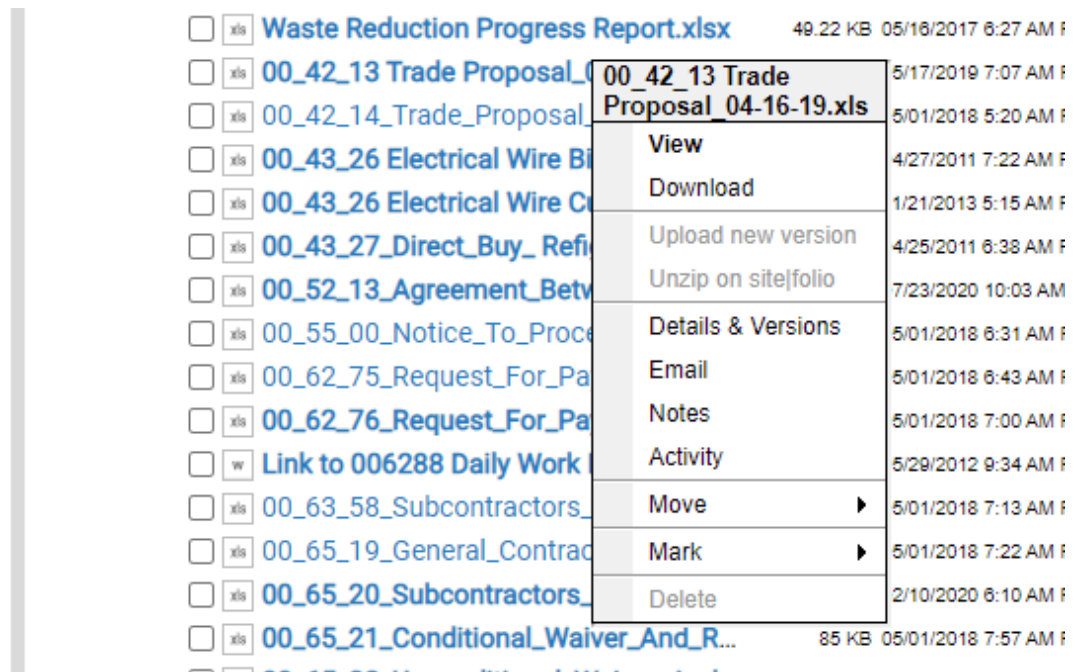 xls Waste Reduction Progress Report.xlsx 49.22 KB 05/16/2017 6:27 AM
xls 00_42_13 Trade Proposal_ 5/17/2019 7:07 AM
00_42_13 Trade
Proposal_04-16-19.xls
xls 00_42_14_Trade_Proposal_ 5/01/2018 5:20 AM
View
xls 00_43_26 Electrical Wire Bi 4/27/2011 7:22 AM
Download
xls 00_43_26 Electrical Wire 1/21/2013 5:15 AM
Upload new version
xls 00_43_27_Direct_Buy_ Refi 4/25/2011 6:38 AM
Unzip on site|folio
xls 00_52_13_Agreement_Betw 7/23/2020 10:03 AM
Details & Versions
xls 00_55_00_Notice_To_Proce 5/01/2018 6:31 AM
Email
xls 00_62_75_Request_For_Pa 5/01/2018 6:43 AM
Notes
xls 00_62_76_Request_For_Pa 5/01/2018 7:00 AM
Activity
w Link to 006288 Daily Work 5/29/2012 9:34 AM
Move
xls 00_63_58_Subcontractors_ 5/01/2018 7:13 AM
Mark
xls 00_65_19_General_Contrac 5/01/2018 7:22 AM
Delete
xls 00_65_20_Subcontractors_ 2/10/2020 6:10 AM
xls 00_65_21_Conditional_Waiver_And_R... 85 KB 05/01/2018 7:57 AM